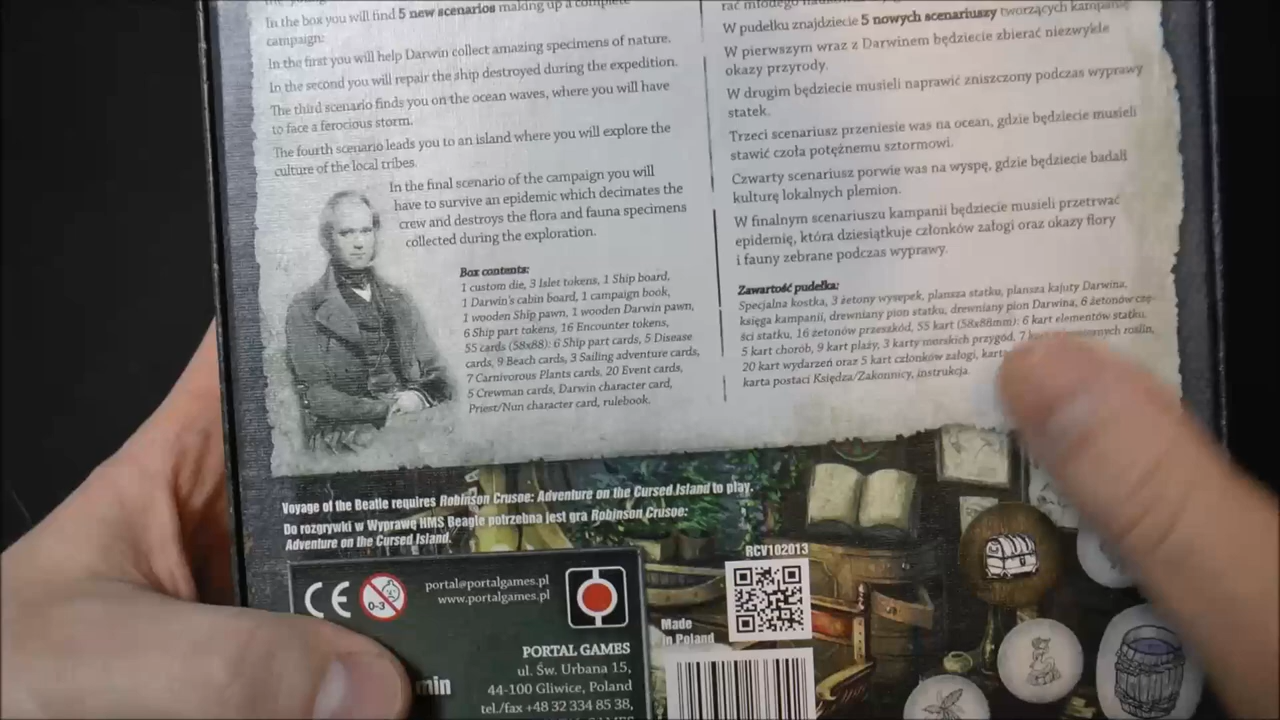 In the box you will find 5 new scenarios making up a complete
campaign:
In the first you will help Darwin collect amazing specimens of nature.
In the second you will repair the ship destroyed during the expedition.
The third scenario finds you on the ocean waves, where you will have
to face a ferocious storm.
The fourth scenario leads you to an island where you will explore the
culture of the local tribes.
In the final scenario of the campaign you will
have to survive an epidemic which decimates the
crew and destroys the flora and fauna specimens
collected during the exploration.
Box contents:
1 custom die, 3 Islet tokens, 1 Ship board,
1 Darwin's cabin board, 1 campaign book,
1 wooden Ship pawn, 1 wooden Darwin pawn,
6 Ship part tokens, 16 Encounter tokens,
55 cards (58x88): 6 Ship part cards, 5 Disease
cards, 9 Beach cards, 3 Sailing adventure cards,
7 Carnivorous Plants cards, 20 Event cards,
5 Crewman cards, Darwin character card,
Priest/Nun character card, rulebook.
rać młodego
W pudełku znajdziecie 5 nowych scenariuszy tworzących kampanię
W pierwszym wraz z Darwinem będziecie zbierać niezwykłe
okazy przyrody.
W drugim będziecie musieli naprawić zniszczony podczas wyprawy
statek.
Trzeci scenariusz przeniesie was na ocean, gdzie będziecie musieli
stawić czoła potężnemu sztormowi.
Czwarty scenariusz porwie was na wyspę, gdzie będziecie badali
kulturę lokalnych plemion.
W finalnym scenariuszu kampanii będziecie musieli przetrwać
epidemię, która dziesiątkuje członków załogi oraz okazy flory
i fauny zebrane podczas wyprawy.
Zawartość pudełka:
Specjalna kostka, 3 żetony wysepek, plansza statku, plansza kajuty Darwina,
księga kampanii, drewniany pion statku, drewniany pion Darwina, 6 żetonów czę-
ści statku, 16 żetonów przeszkód, 55 kart (58x88mm): 6 kart elementów statku,
5 kart chorób, 9 kart plaży, 3 karty morskich przygód, 7 roślin,
20 kart wydarzeń oraz 5 kart członków załogi, karta
karta postaci Księdza/Zakonnicy, instrukcja.
Voyage of the Beatle requires Robinson Crusoe: Adventure on the Cursed Island to play.
Do rozgrywki w Wyprawę HMS Beagle potrzebna jest gra Robinson Crusoe:
Adventure on the Cursed Island.
CE
0-3
portal@portalgames.pl
www.portalgames.pl
PORTAL GAMES
ul. Św. Urbana 15,
44-100 Gliwice, Poland
tel./fax +48 32 334 85 38,
min
RCV102013
Made
in Poland